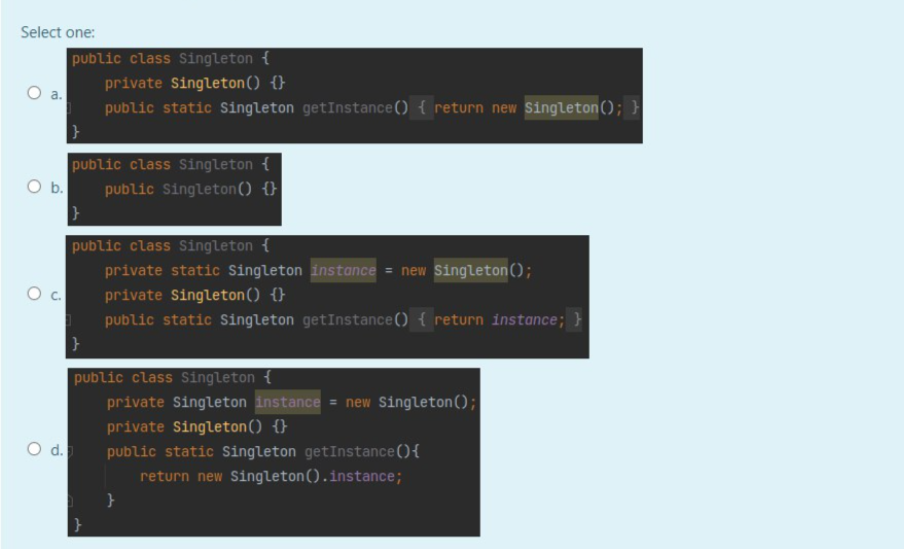 Select one:
a.
public class Singleton {
private Singleton() {}
public static Singleton getInstance() { return new Singleton(); }
}
b.
public class Singleton {
public Singleton() {}
}
c.
public class Singleton {
private static Singleton instance = new Singleton();
private Singleton() {}
public static Singleton getInstance() { return instance; }
}
d.
public class Singleton {
private Singleton instance = new Singleton();
private Singleton() {}
public static Singleton getInstance(){
return new Singleton().instance;
}
}